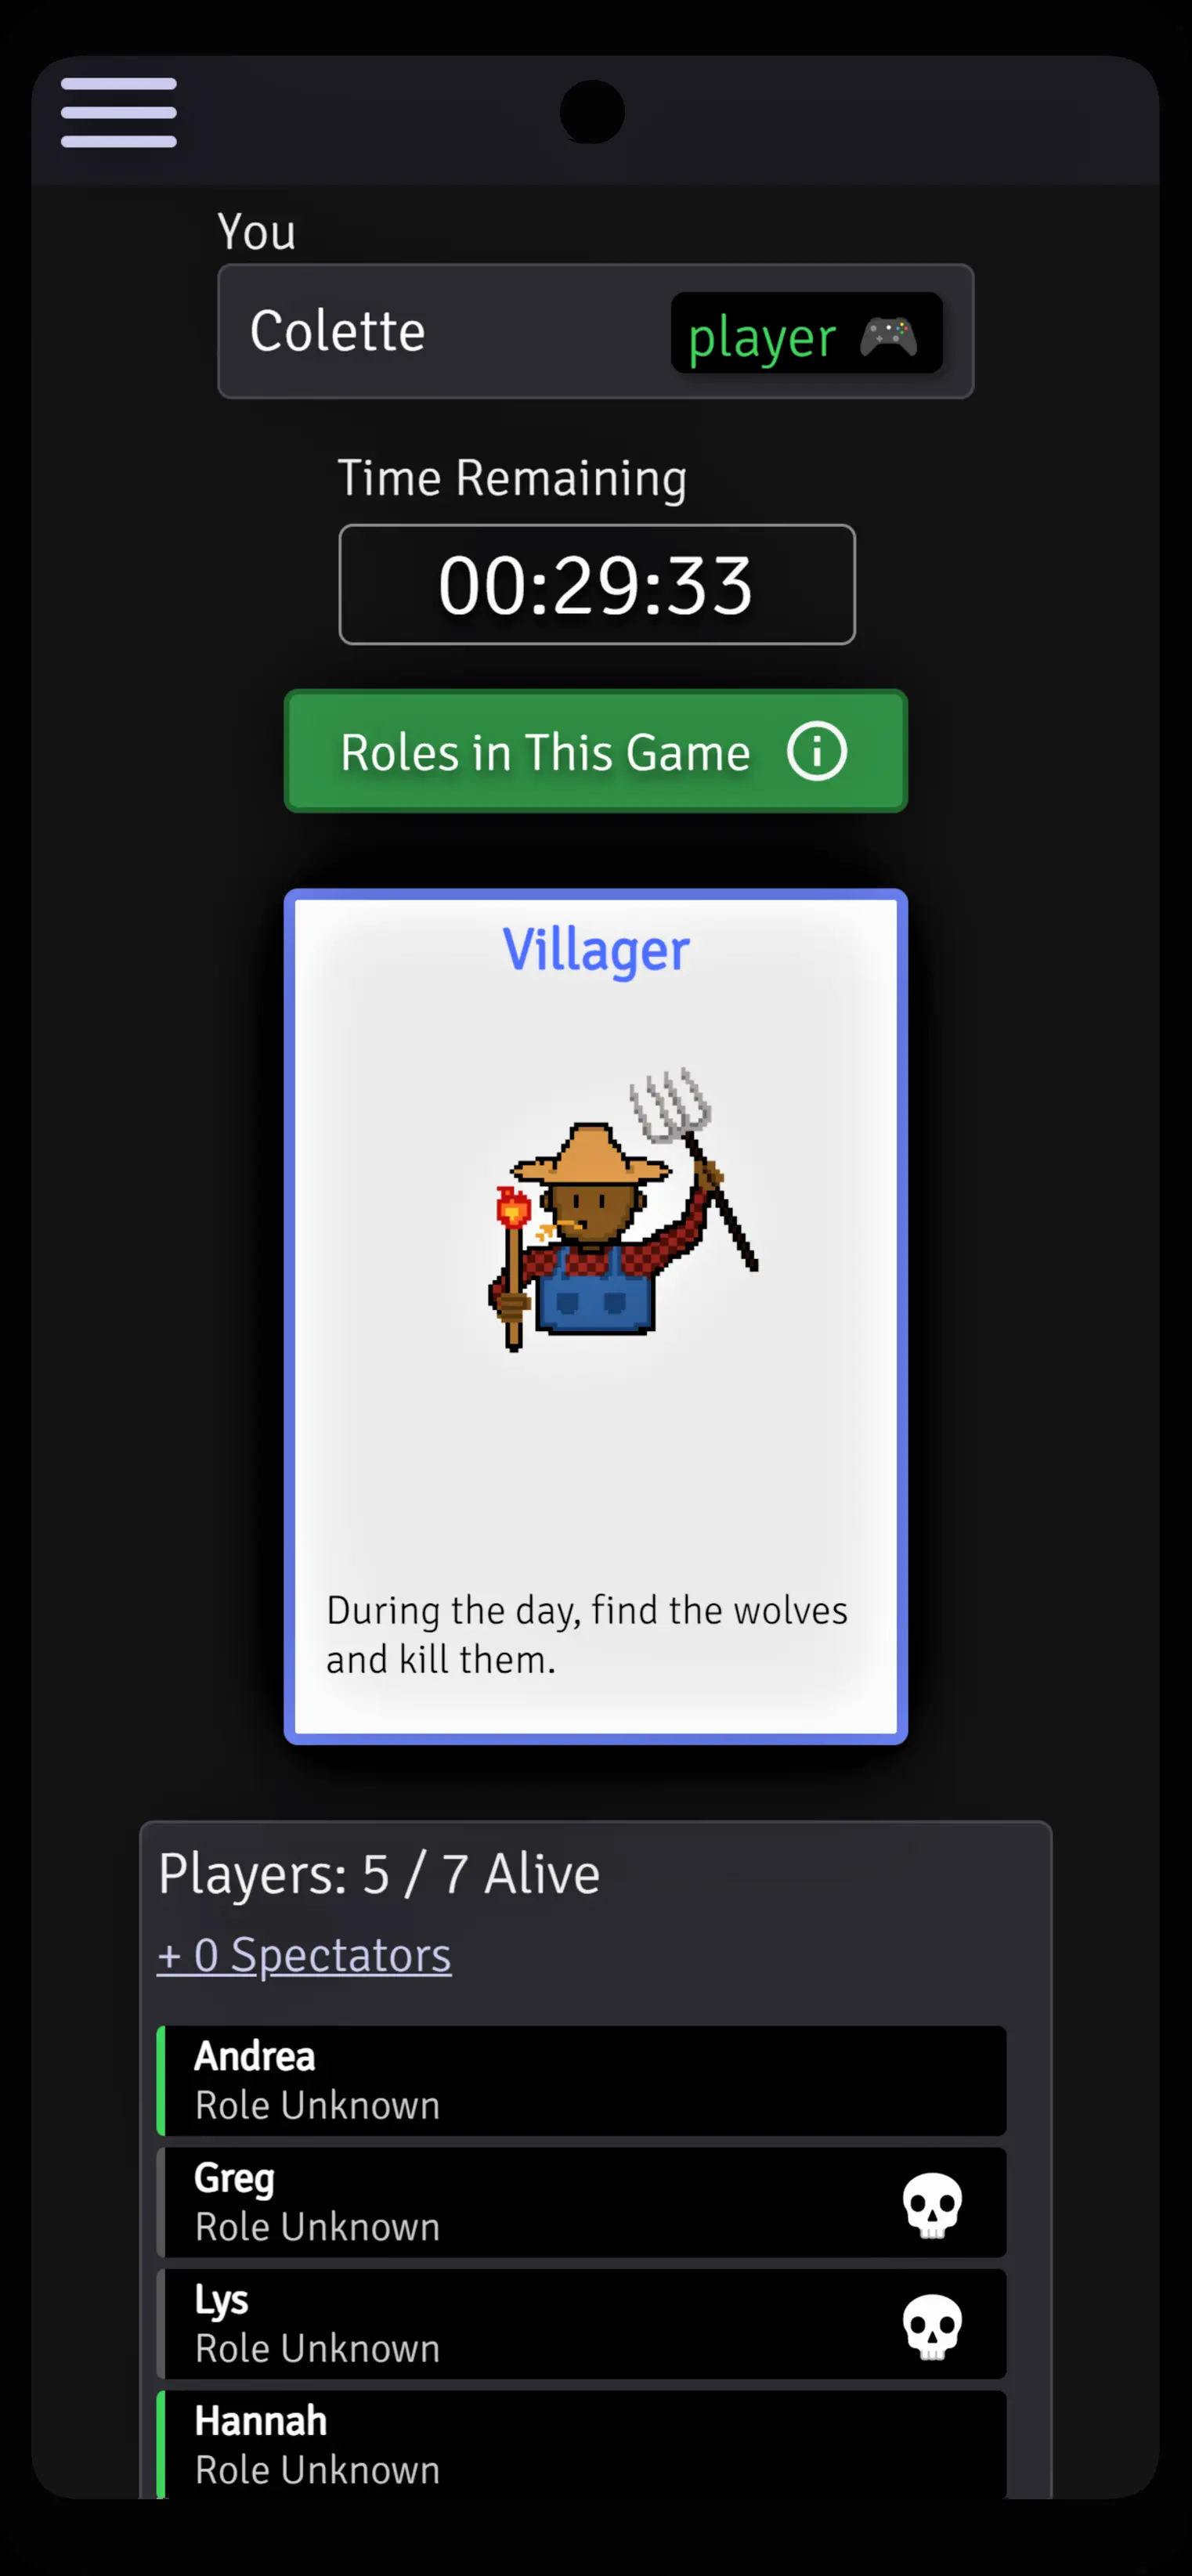 You
Colette
player
Time Remaining
00:29:33
Roles in This Game
Villager
During the day, find the wolves
and kill them.
Players: 5 / 7 Alive
+ 0 Spectators
Andrea
Role Unknown
Greg
Role Unknown
Lys
Role Unknown
Hannah
Role Unknown